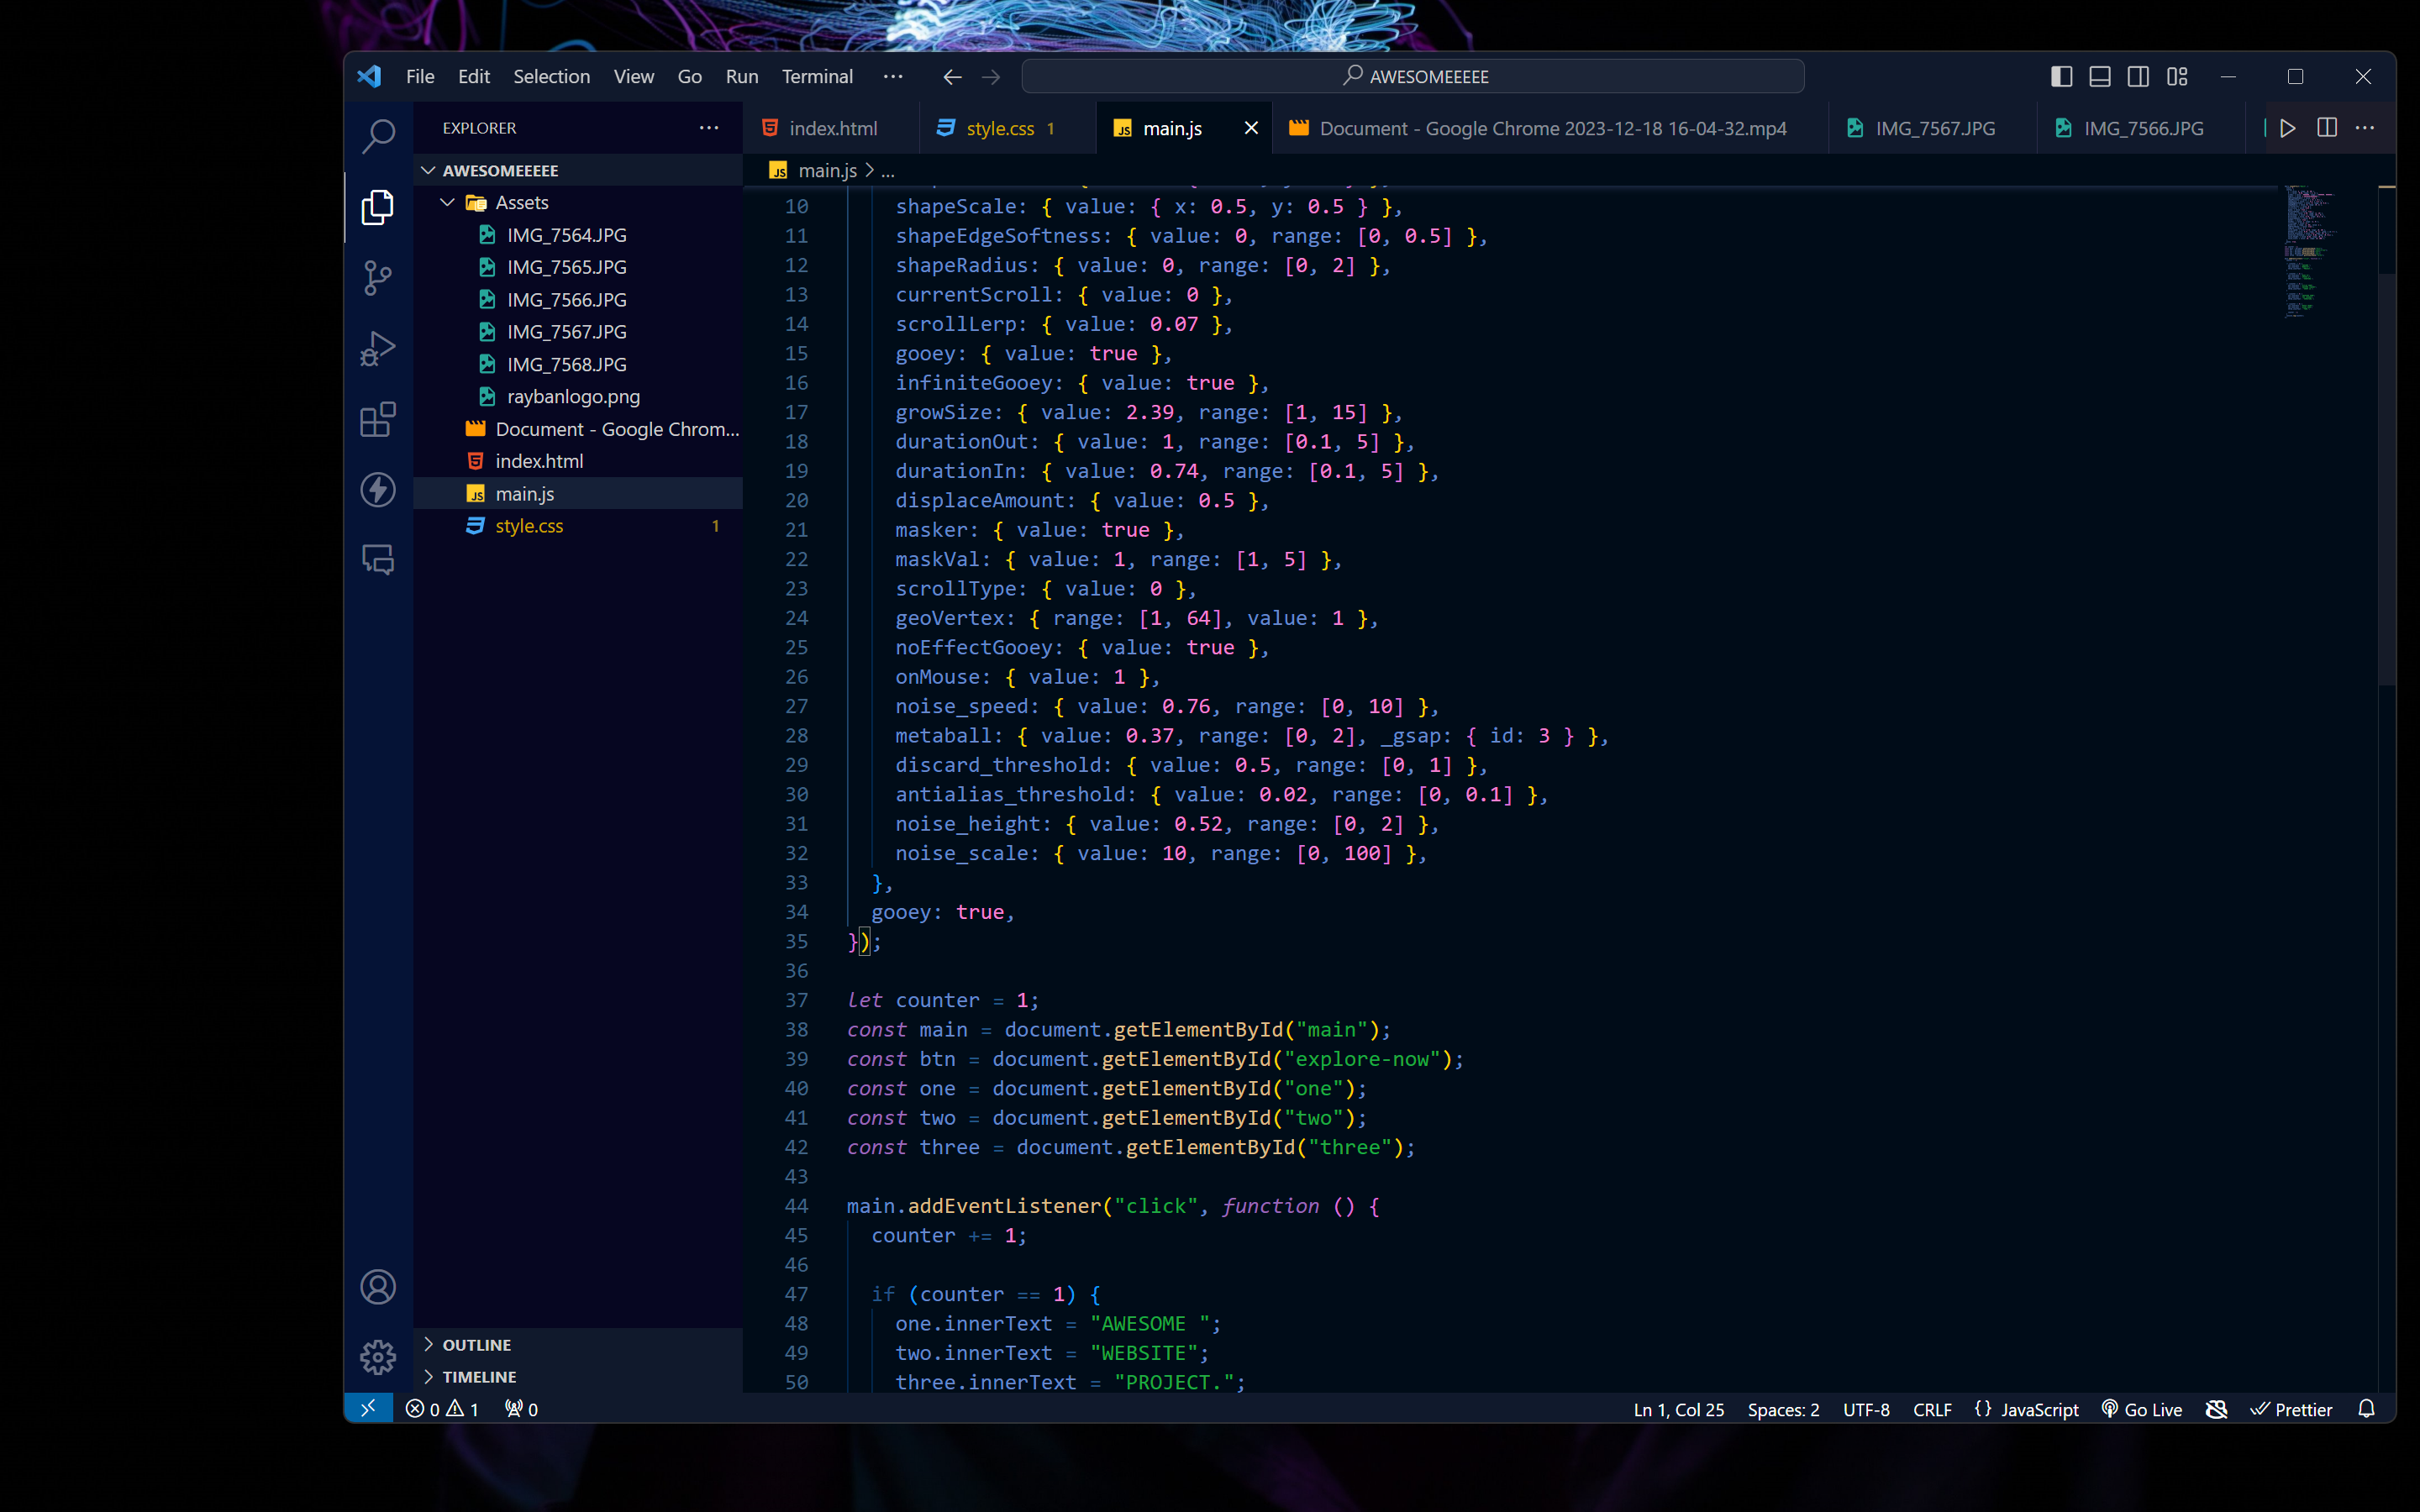 File Edit Selection View Go Run Terminal ··· AWESOMEEEEE
EXPLORER ···
AWESOMEEEEE
Assets
IMG_7564.JPG
IMG_7565.JPG
IMG_7566.JPG
IMG_7567.JPG
IMG_7568.JPG
raybanlogo.png
Document - Google Chrom...
index.html
main.js
style.css 1
OUTLINE
TIMELINE
index.html style.css 1 main.js Document - Google Chrome 2023-12-18 16-04-32.mp4 IMG_7567.JPG IMG_7566.JPG ···
main.js > ...
10 shapeScale: { value: { x: 0.5, y: 0.5 } },
11 shapeEdgeSoftness: { value: 0, range: [0, 0.5] },
12 shapeRadius: { value: 0, range: [0, 2] },
13 currentScroll: { value: 0 },
14 scrollLerp: { value: 0.07 },
15 gooey: { value: true },
16 infiniteGooey: { value: true },
17 growSize: { value: 2.39, range: [1, 15] },
18 durationOut: { value: 1, range: [0.1, 5] },
19 durationIn: { value: 0.74, range: [0.1, 5] },
20 displaceAmount: { value: 0.5 },
21 masker: { value: true },
22 maskVal: { value: 1, range: [1, 5] },
23 scrollType: { value: 0 },
24 geoVertex: { range: [1, 64], value: 1 },
25 noEffectGooey: { value: true },
26 onMouse: { value: 1 },
27 noise_speed: { value: 0.76, range: [0, 10] },
28 metaball: { value: 0.37, range: [0, 2], _gsap: { id: 3 } },
29 discard_threshold: { value: 0.5, range: [0, 1] },
30 antialias_threshold: { value: 0.02, range: [0, 0.1] },
31 noise_height: { value: 0.52, range: [0, 2] },
32 noise_scale: { value: 10, range: [0, 100] },
33 },
34 gooey: true,
35 });
36
37 let counter = 1;
38 const main = document.getElementById("main");
39 const btn = document.getElementById("explore-now");
40 const one = document.getElementById("one");
41 const two = document.getElementById("two");
42 const three = document.getElementById("three");
43
44 main.addEventListener("click", function () {
45 counter += 1;
46
47 if (counter == 1) {
48 one.innerText = "AWESOME ";
49 two.innerText = "WEBSITE";
50 three.innerText = "PROJECT.";
0 1 0 Ln 1, Col 25 Spaces: 2 UTF-8 CRLF {} JavaScript Go Live Prettier